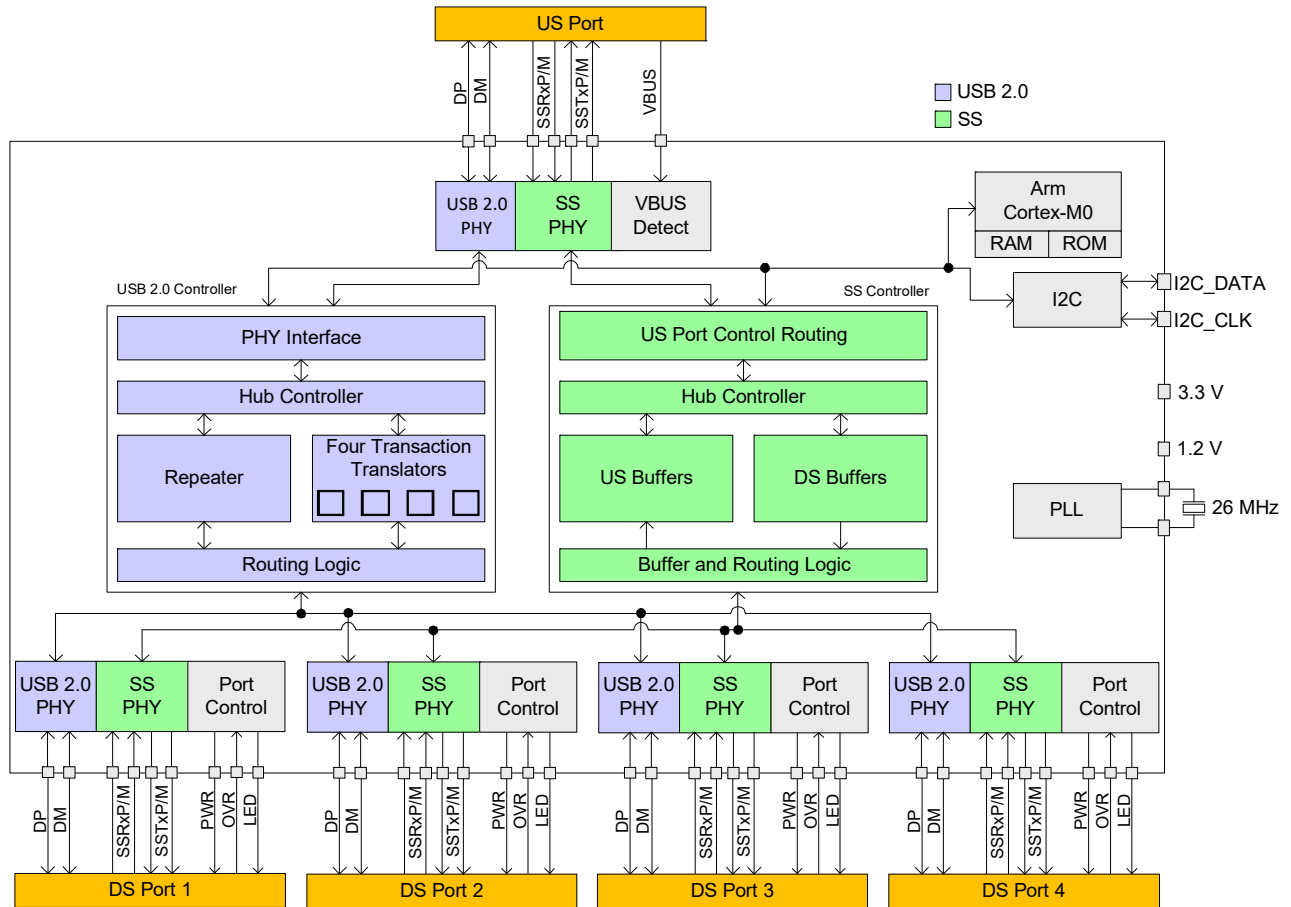 US Port
DP
DM
SSRxP/M
SSTxP/M
VBUS
USB 2.0
SS
USB 2.0
PHY
SS
PHY
VBUS
Detect
Arm
Cortex-M0
RAM
ROM
I2C
I2C_DATA
I2C_CLK
3.3 V
1.2 V
PLL
26 MHz
USB 2.0 Controller
PHY Interface
Hub Controller
Repeater
Four Transaction
Translators
Routing Logic
SS Controller
US Port Control Routing
Hub Controller
US Buffers
DS Buffers
Buffer and Routing Logic
USB 2.0
PHY
SS
PHY
Port
Control
USB 2.0
PHY
SS
PHY
Port
Control
USB 2.0
PHY
SS
PHY
Port
Control
USB 2.0
PHY
SS
PHY
Port
Control
DP
DM
SSRxP/M
SSTxP/M
PWR
OVR
LED
DP
DM
SSRxP/M
SSTxP/M
PWR
OVR
LED
DP
DM
SSRxP/M
SSTxP/M
PWR
OVR
LED
DP
DM
SSRxP/M
SSTxP/M
PWR
OVR
LED
DS Port 1
DS Port 2
DS Port 3
DS Port 4